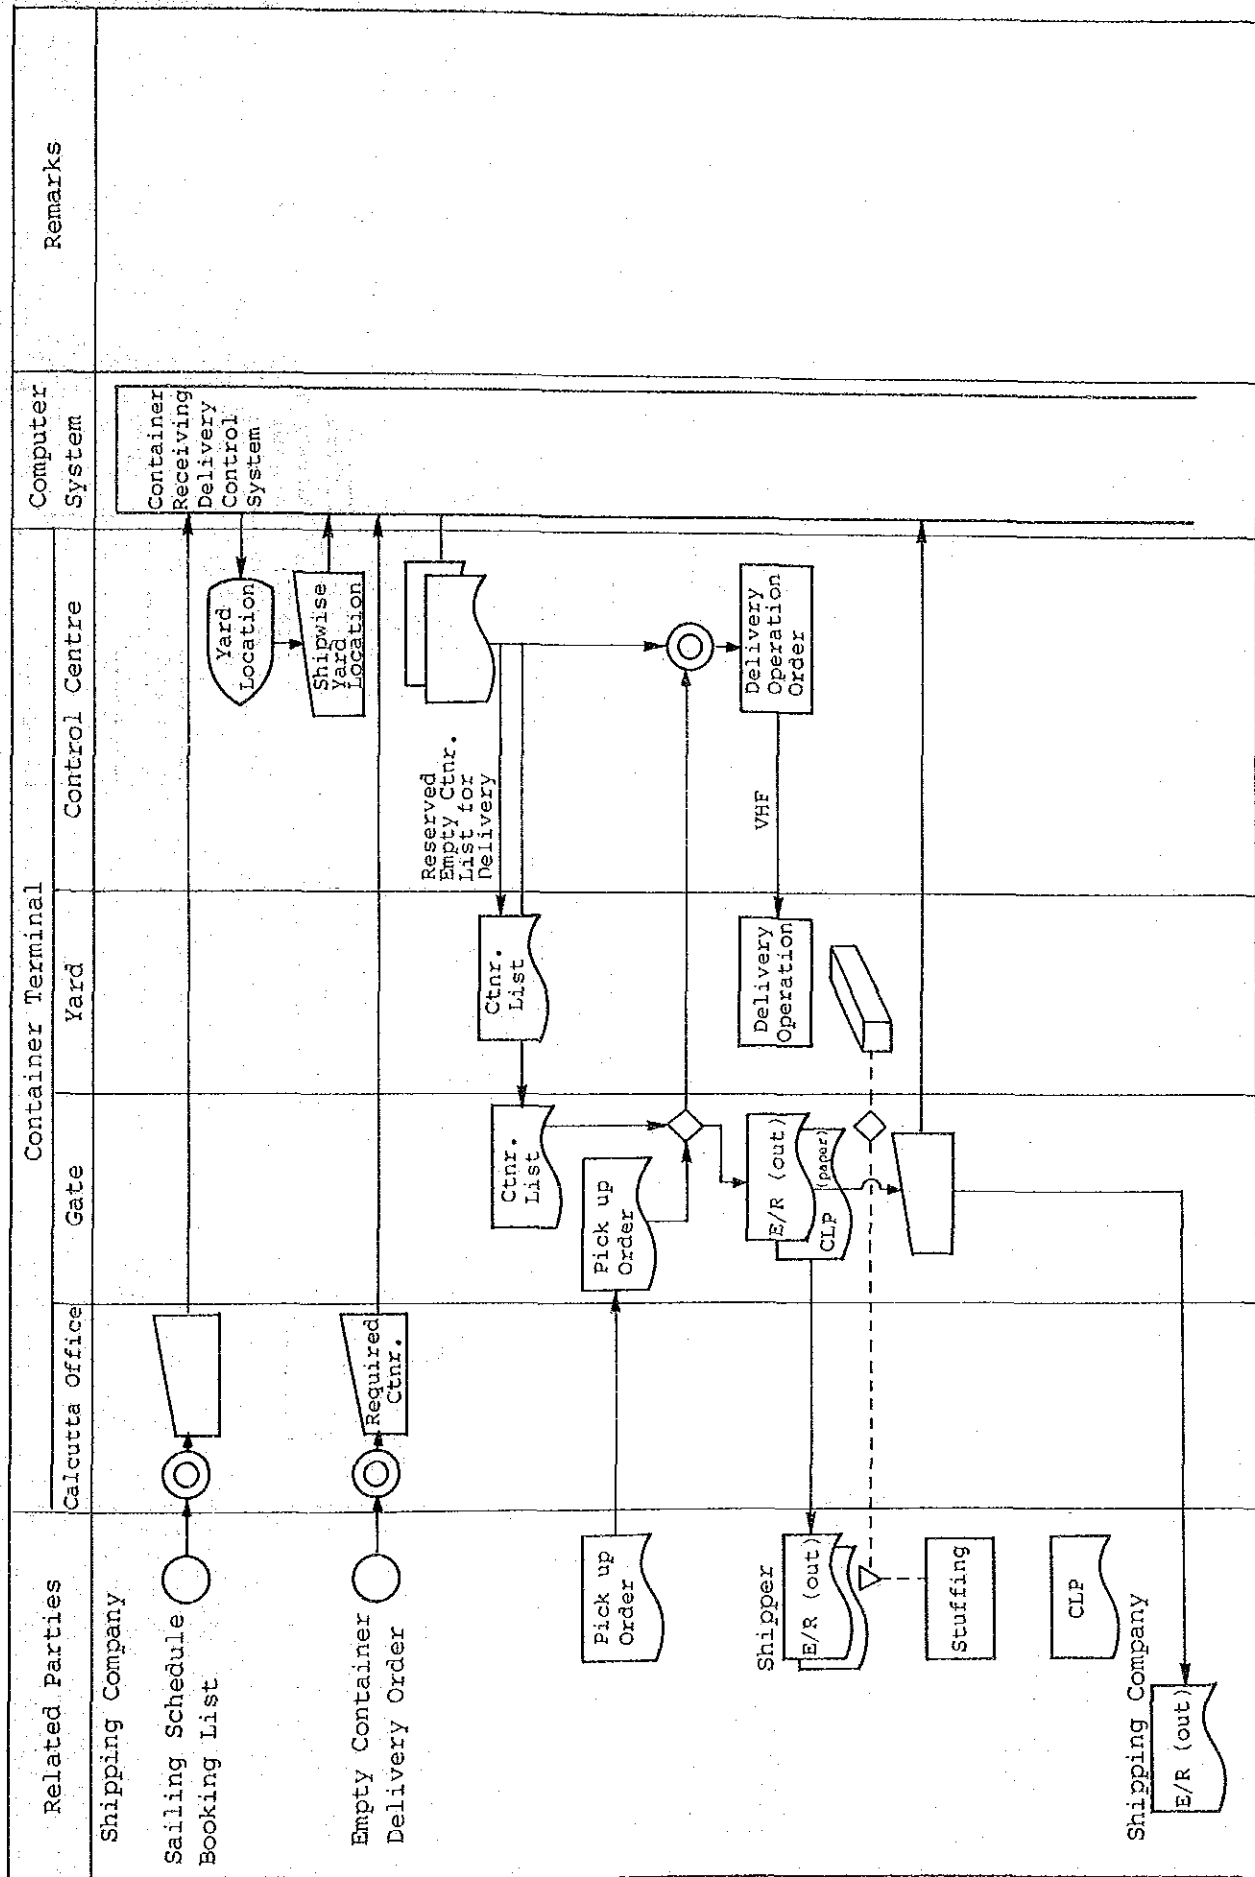 Related Parties
Container Terminal
Calcutta Office
Gate
Yard
Control Centre
Computer
System
Remarks
Shipping Company
Sailing Schedule
Booking List
Container
Receiving
Delivery
Control
System
Yard
Location
Shipwise
Yard
Location
Empty Container
Delivery Order
Required
Ctnr.
Reserved
Empty Ctnr.
List for
Delivery
Ctnr.
List
Ctnr.
List
Pick up
Order
Pick up
Order
Delivery
Operation
Order
VHF
Delivery
Operation
Shipper
E/R (out)
E/R (out)
CLP
(paper)
Stuffing
CLP
Shipping Company
E/R (out)